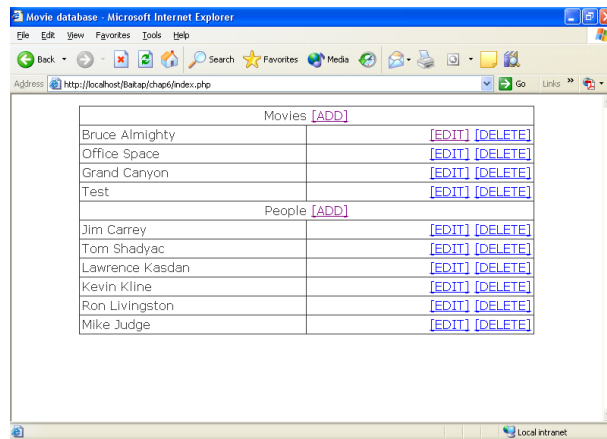 Movie database - Microsoft Internet Explorer
File Edit View Favorites Tools Help
Back Search Favorites Media
Address http://localhost/Baitap/chap6/index.php Go Links »
Movies [ADD]
Bruce Almighty [EDIT] [DELETE]
Office Space [EDIT] [DELETE]
Grand Canyon [EDIT] [DELETE]
Test [EDIT] [DELETE]
People [ADD]
Jim Carrey [EDIT] [DELETE]
Tom Shadyac [EDIT] [DELETE]
Lawrence Kasdan [EDIT] [DELETE]
Kevin Kline [EDIT] [DELETE]
Ron Livingston [EDIT] [DELETE]
Mike Judge [EDIT] [DELETE]
Local intranet